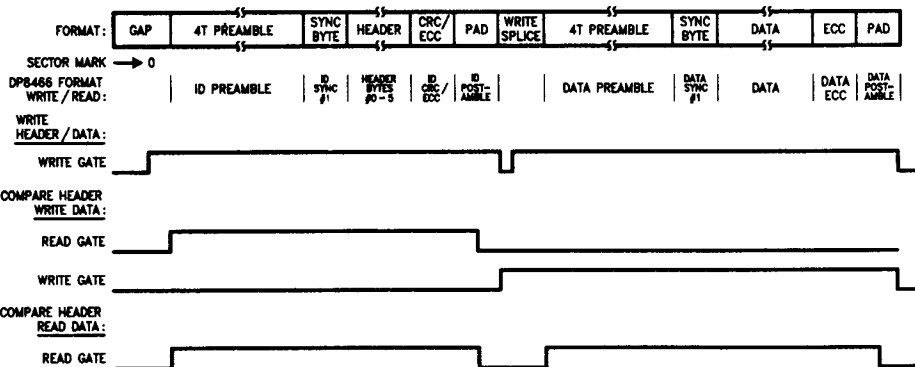 FORMAT: GAP 4T PREAMBLE SYNC BYTE HEADER CRC/ECC PAD WRITE SPLICE 4T PREAMBLE SYNC BYTE DATA ECC PAD
SECTOR MARK → 0
DP8466 FORMAT
WRITE/READ: ID PREAMBLE ID SYNC #1 HEADER BYTES #0-5 ID CRC/ECC ID POST-AMBLE DATA PREAMBLE DATA SYNC #1 DATA DATA ECC DATA POST-AMBLE
WRITE
HEADER/DATA:
WRITE GATE
COMPARE HEADER
WRITE DATA:
READ GATE
WRITE GATE
COMPARE HEADER
READ DATA:
READ GATE